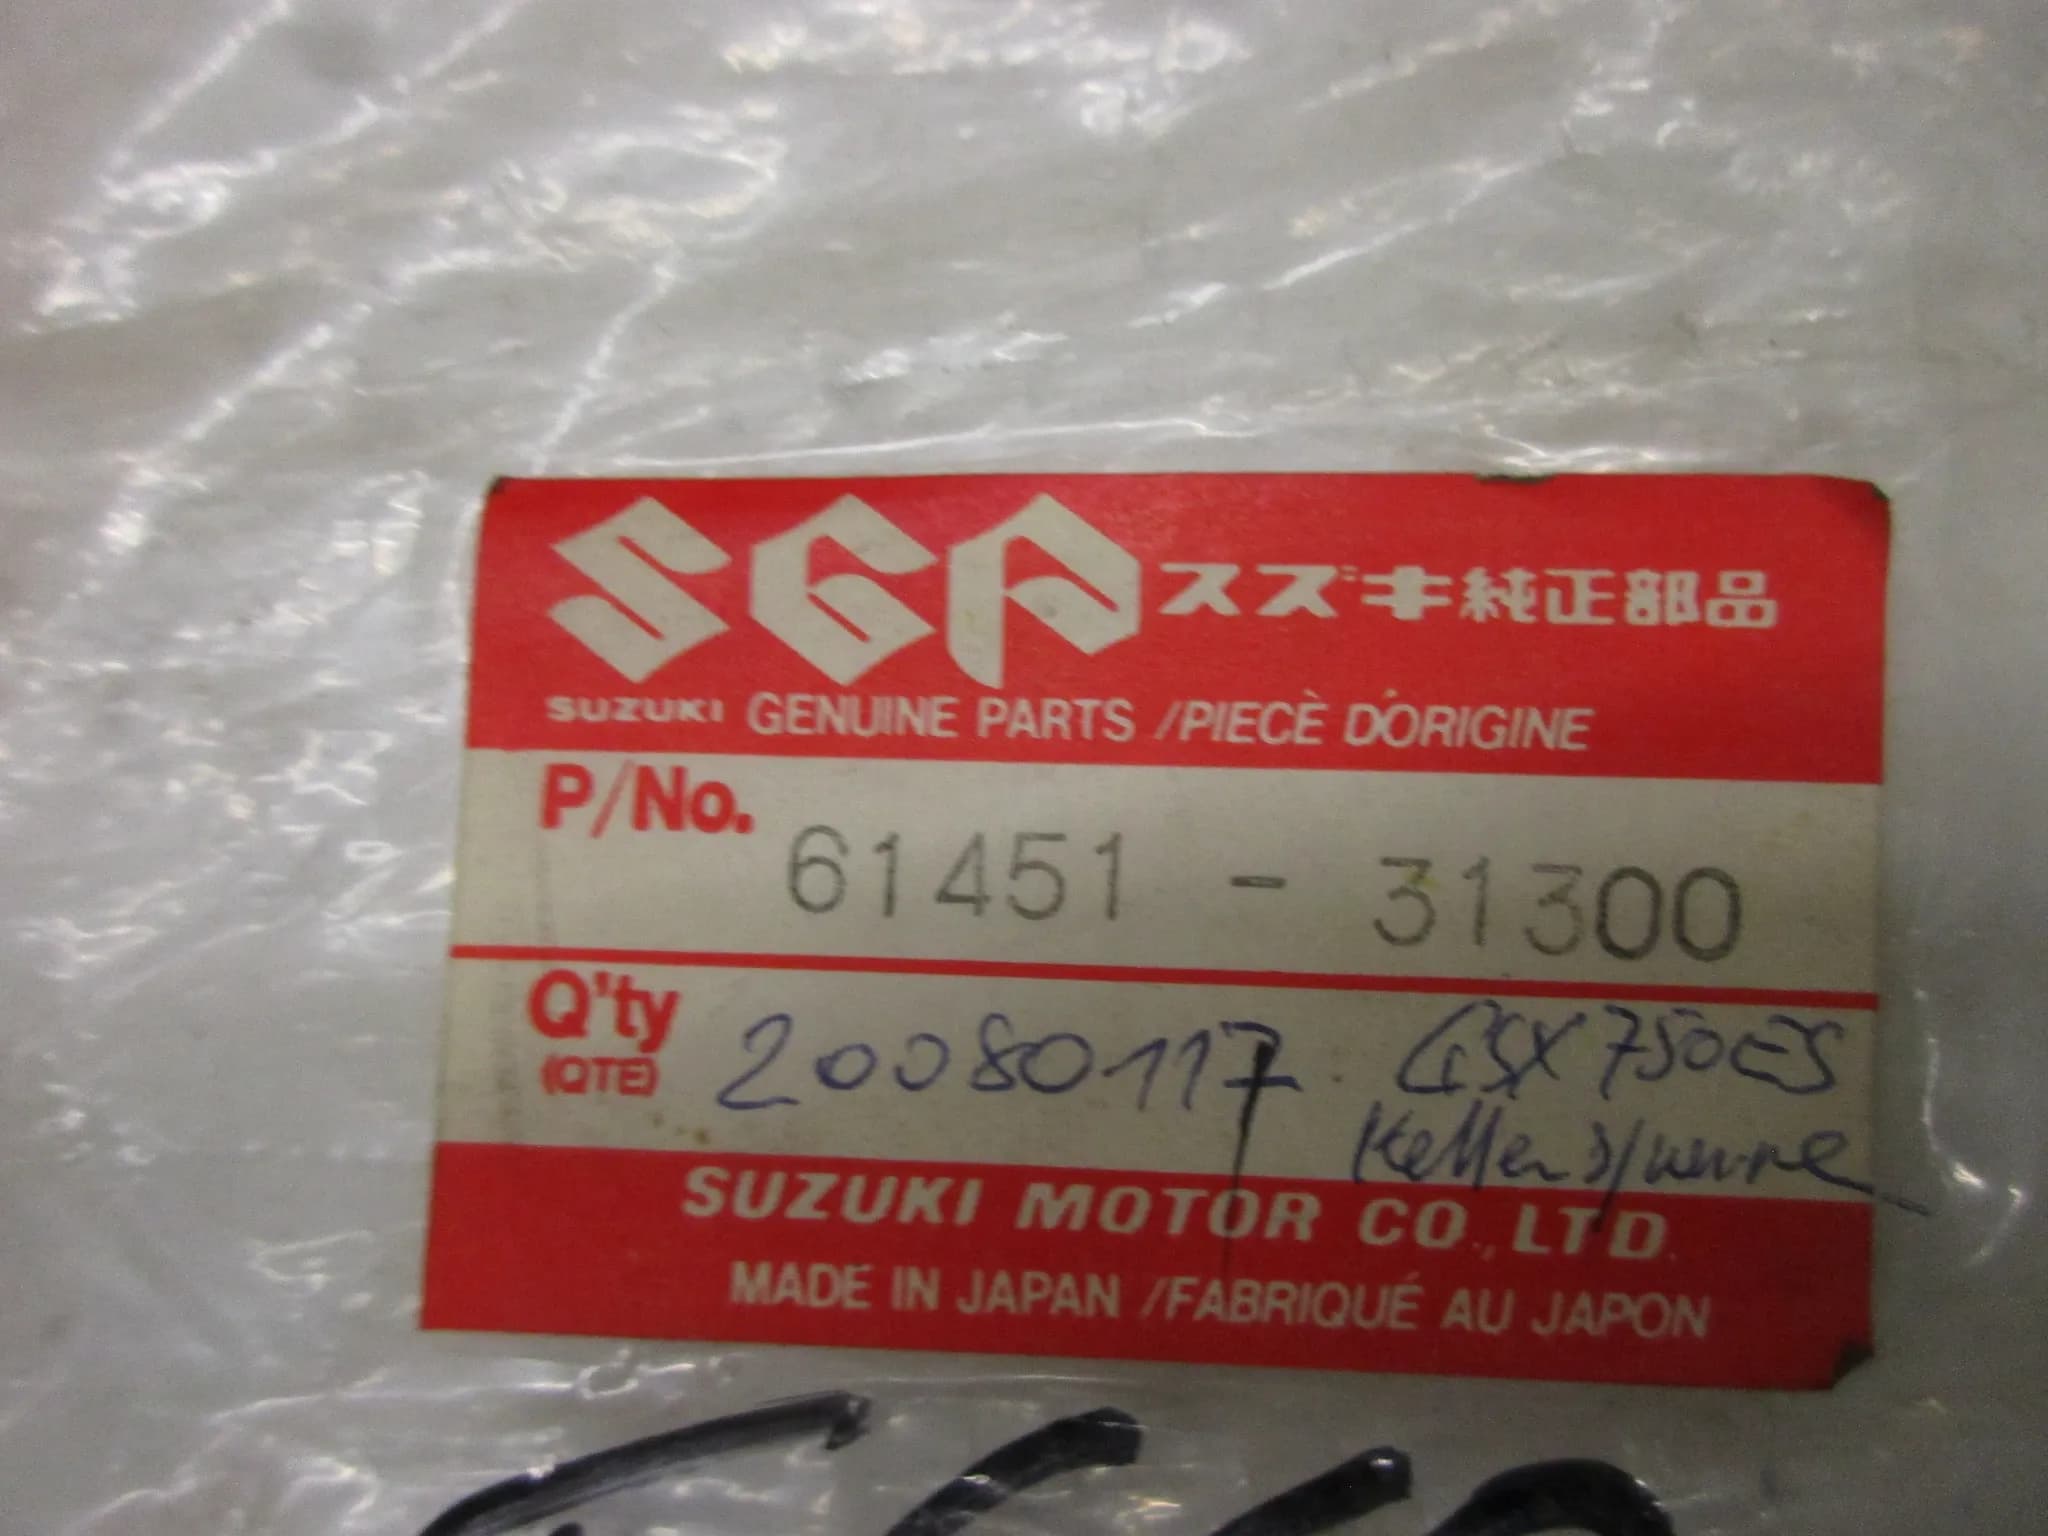 SGP スズキ純正部品
SUZUKI GENUINE PARTS /PIECÈ D'ORIGINE
P/No. 61451 - 31300
Q'ty 20080117 GSX750ES
(QTE)
SUZUKI MOTOR CO., LTD.
MADE IN JAPAN /FABRIQUÉ AU JAPON